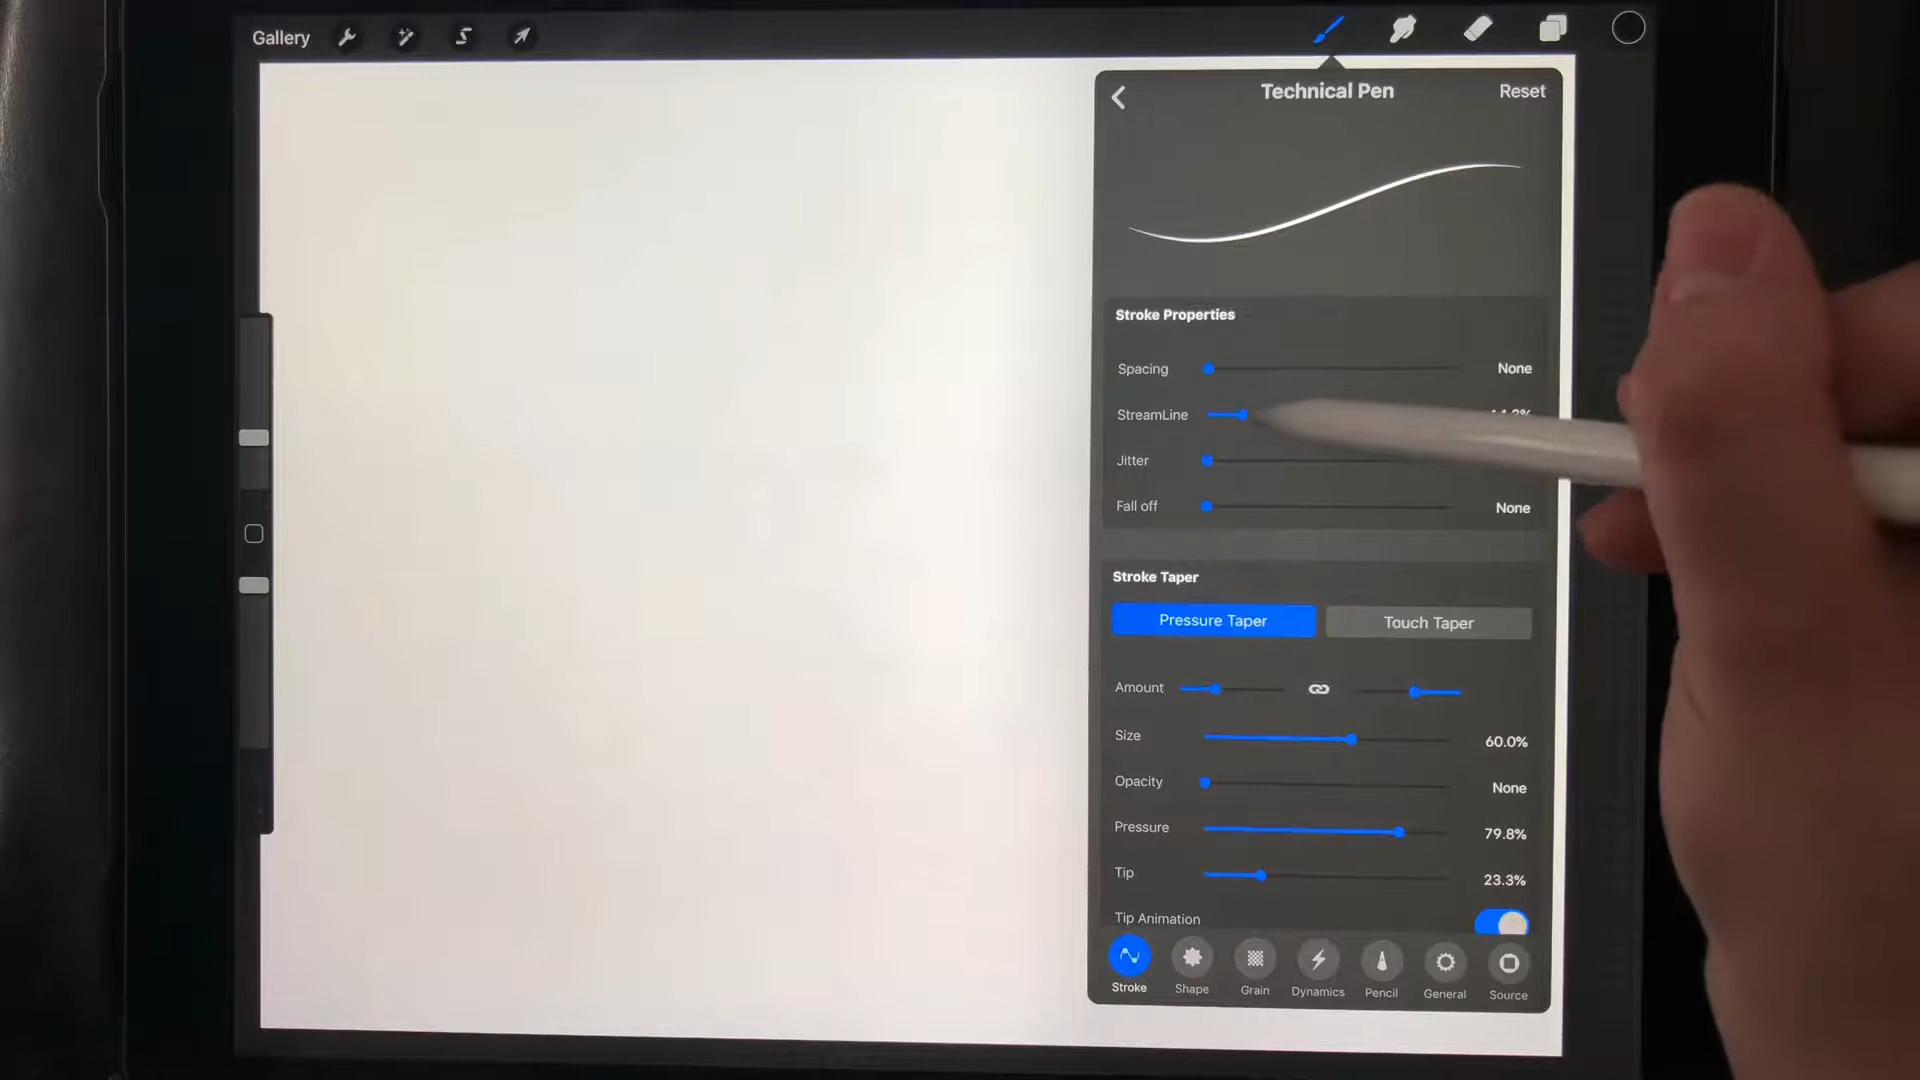 Gallery
Technical Pen
Reset
Stroke Properties
Spacing None
StreamLine
Jitter
Fall off None
Stroke Taper
Pressure Taper Touch Taper
Amount
Size 60.0%
Opacity None
Pressure 79.8%
Tip 23.3%
Tip Animation
Stroke Shape Grain Dynamics Pencil General Source